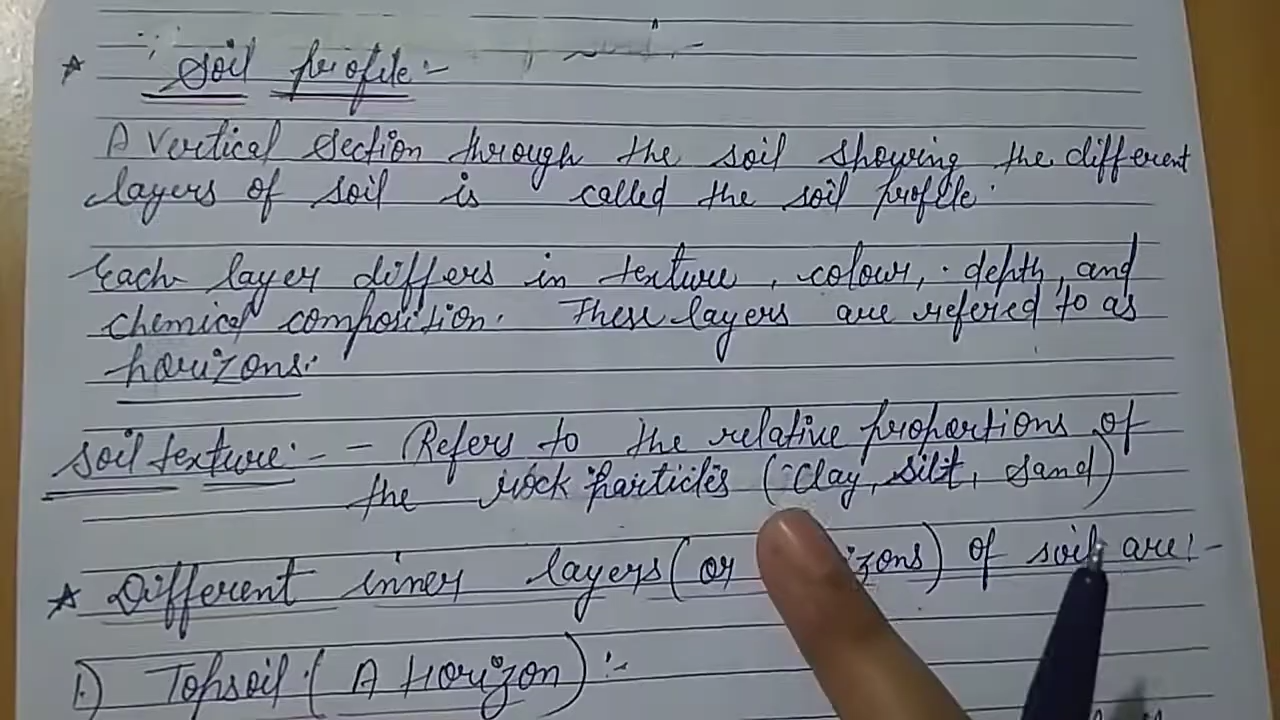 * Soil profile :-
A vertical section through the soil showing the different
layers of soil is called the soil profile.
Each layer differs in texture, colour, depth, and
chemical composition. These layers are refered to as
horizons.
Soil texture :- - Refers to the relative proportions of
the rock particles (clay, silt, sand)
* Different inner layers (or zons) of soil are :-
1.) Topsoil (A Horizon) :-